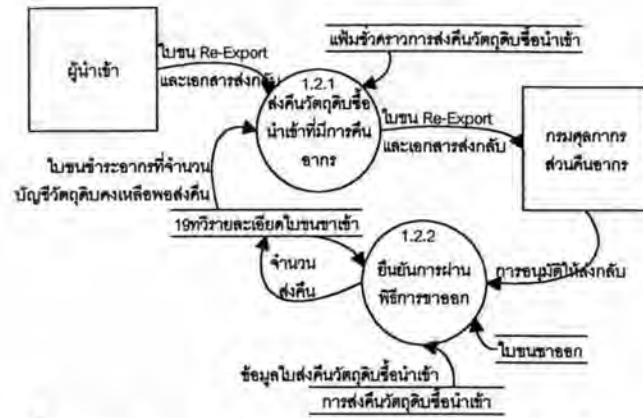 แฟ้มชั่วคราวการส่งคืนวัตถุดิบซื้อนำเข้า
ผู้นำเข้า
ใบขน Re-Export
และเอกสารส่งกลับ
1.2.1
ส่งคืนวัตถุดิบซื้อ
นำเข้าที่มีการคืน
อากร
ใบขน Re-Export
และเอกสารส่งกลับ
กรมศุลกากร
ส่วนคืนอากร
ใบขนชำระอากรที่จำนวน
บัญชีวัตถุดิบคงเหลือพอส่งคืน
19ทวิรายละเอียดใบขนขาเข้า
จำนวน
ส่งคืน
1.2.2
ยืนยันการผ่าน
พิธีการขาออก
การอนุมัติให้ส่งกลับ
ใบขนขาออก
ข้อมูลใบส่งคืนวัตถุดิบซื้อนำเข้า
การส่งคืนวัตถุดิบซื้อนำเข้า